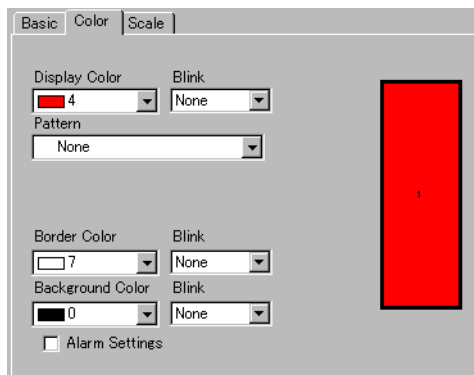 Basic Color Scale
Display Color Blink
4 None
Pattern
None
1
Border Color Blink
7 None
Background Color Blink
0 None
Alarm Settings